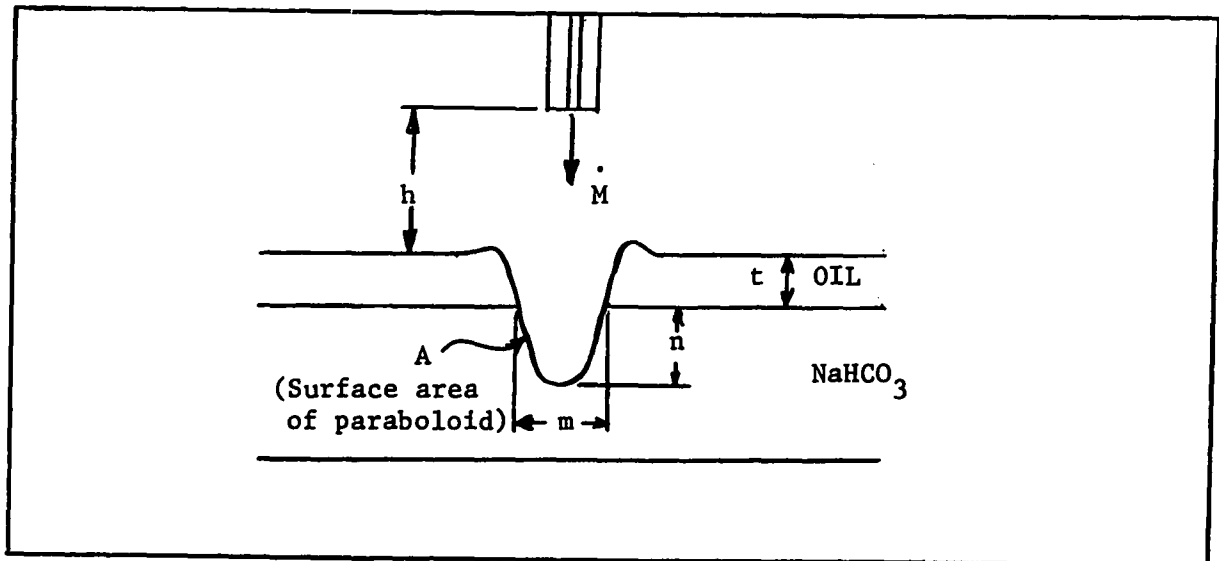 h
Ṁ
t OIL
n
A
(Surface area
of paraboloid)
m
NaHCO₃